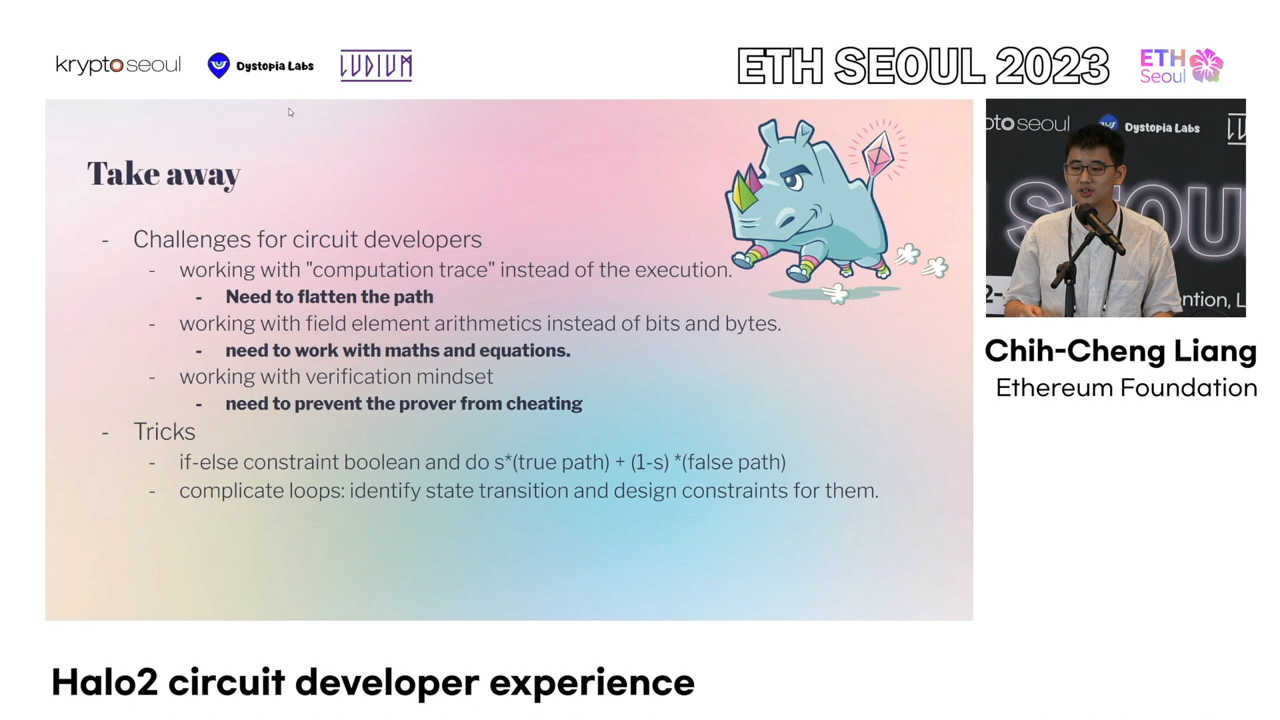 kryptoseoul
Dystopia Labs
LUDIUM
ETH SEOUL 2023
ETH
Seoul
Take away
- Challenges for circuit developers
- working with "computation trace" instead of the execution.
- Need to flatten the path
- working with field element arithmetics instead of bits and bytes.
- need to work with maths and equations.
- working with verification mindset
- need to prevent the prover from cheating
- Tricks
- if-else constraint boolean and do s*(true path) + (1-s) *(false path)
- complicate loops: identify state transition and design constraints for them.
pto seoul
Dystopia Labs
SEOU
ention, L
Chih-Cheng Liang
Ethereum Foundation
Halo2 circuit developer experience